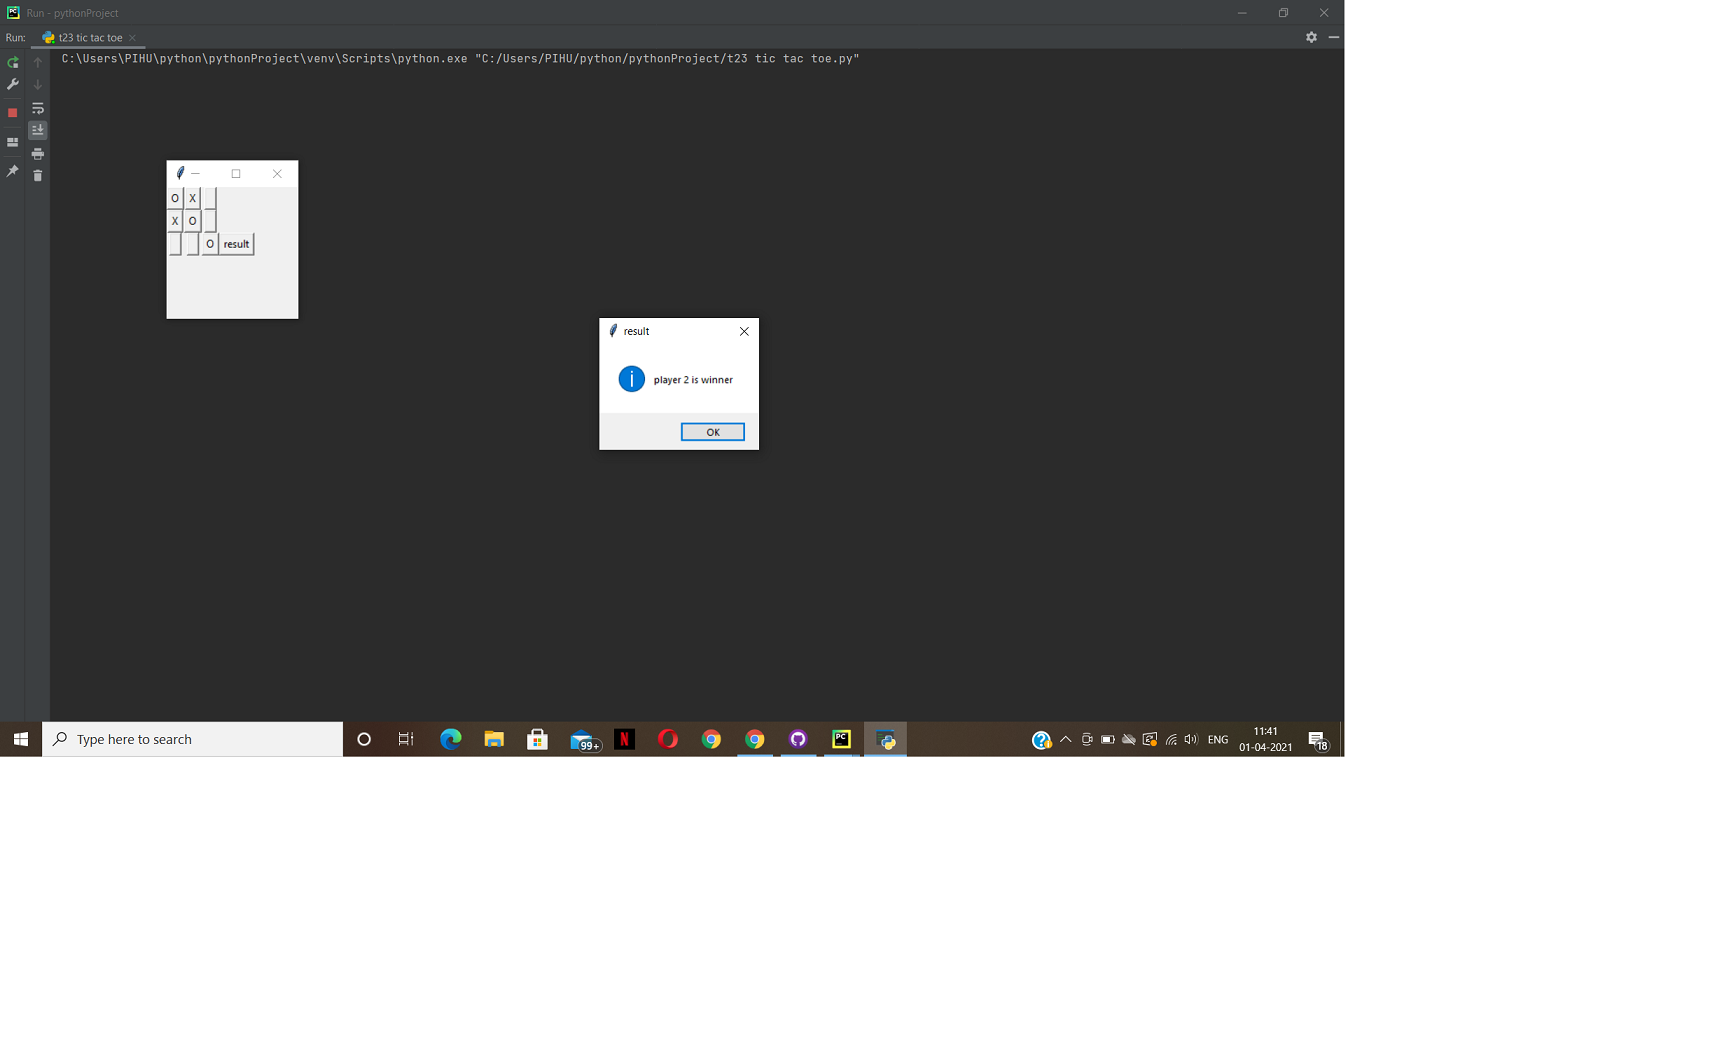 PC Run - pythonProject
Run: t23 tic tac toe
C:\Users\PIHU\python\pythonProject\venv\Scripts\python.exe "C:/Users/PIHU/python/pythonProject/t23 tic tac toe.py"
O X
X O
O result
result
i player 2 is winner
OK
Type here to search
99+
N
PC
?
ENG
11:41
01-04-2021
18